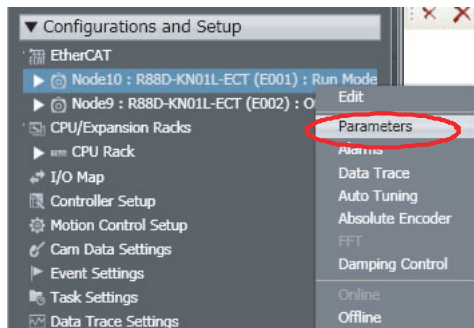 ▼ Configurations and Setup
EtherCAT
Node10 : R88D-KN01L-ECT (E001) : Run Mode
Node9 : R88D-KN01L-ECT (E002) : O
CPU/Expansion Racks
CPU Rack
I/O Map
Controller Setup
Motion Control Setup
Cam Data Settings
Event Settings
Task Settings
Data Trace Settings
Edit
Parameters
Alarms
Data Trace
Auto Tuning
Absolute Encoder
FFT
Damping Control
Online
Offline